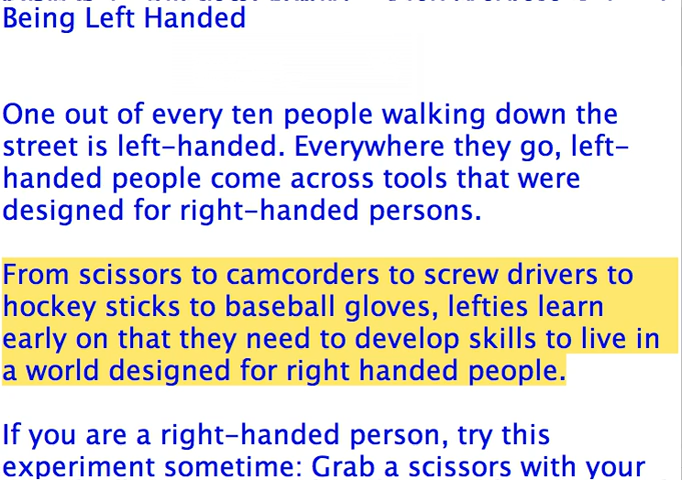 Being Left Handed
One out of every ten people walking down the
street is left-handed. Everywhere they go, left-
handed people come across tools that were
designed for right-handed persons.
From scissors to camcorders to screw drivers to
hockey sticks to baseball gloves, lefties learn
early on that they need to develop skills to live in
a world designed for right handed people.
If you are a right-handed person, try this
experiment sometime: Grab a scissors with your